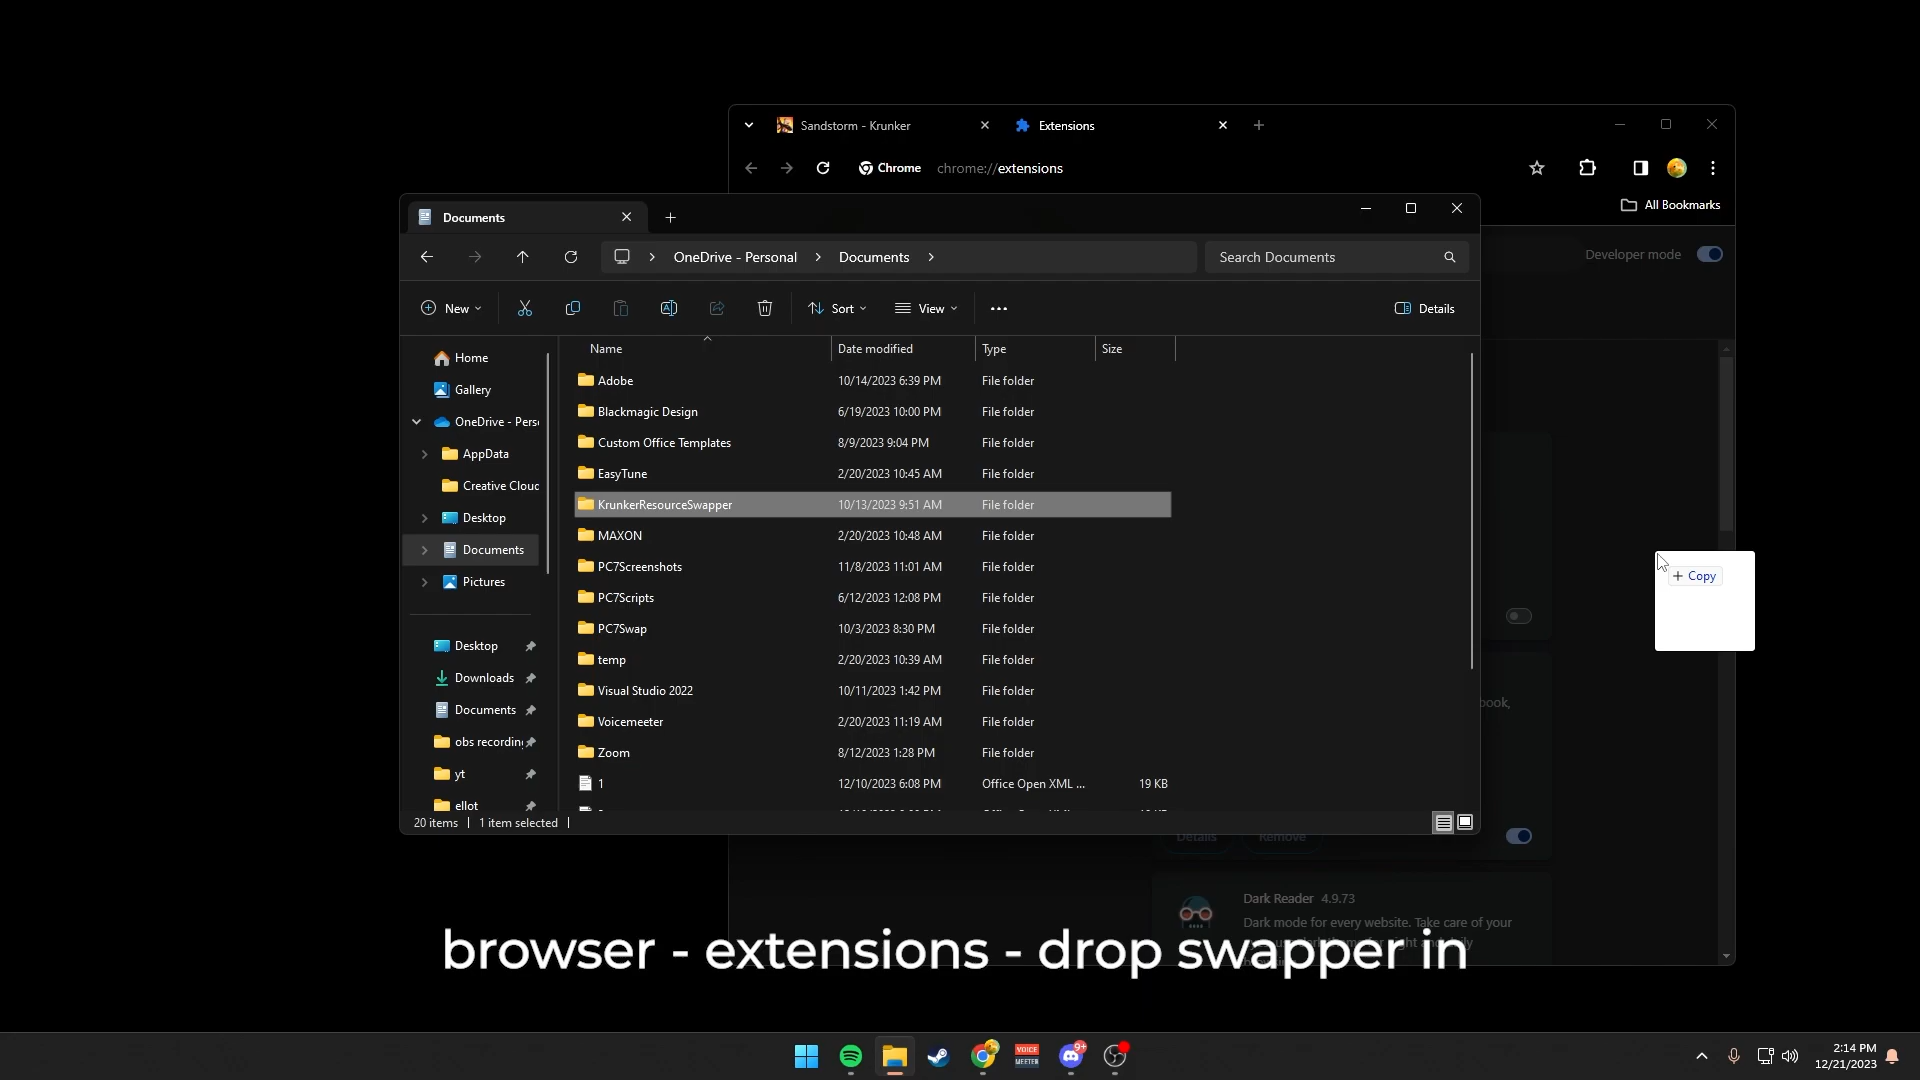 Sandstorm - Krunker
Extensions
Chrome
chrome://extensions
All Bookmarks
Documents
OneDrive - Personal
Documents
Search Documents
Developer mode
New
Sort
View
Details
Name
Date modified
Type
Size
Home
Gallery
OneDrive - Pers
AppData
Creative Cloud
Desktop
Documents
Pictures
Desktop
Downloads
Documents
obs recording
yt
ellot
Adobe 10/14/2023 6:39 PM File folder
Blackmagic Design 6/19/2023 10:00 PM File folder
Custom Office Templates 8/9/2023 9:04 PM File folder
EasyTune 2/20/2023 10:45 AM File folder
KrunkerResourceSwapper 10/13/2023 9:51 AM File folder
MAXON 2/20/2023 10:48 AM File folder
PC7Screenshots 11/8/2023 11:01 AM File folder
PC7Scripts 6/12/2023 12:08 PM File folder
PC7Swap 10/3/2023 8:30 PM File folder
temp 2/20/2023 10:39 AM File folder
Visual Studio 2022 10/11/2023 1:42 PM File folder
Voicemeeter 2/20/2023 11:19 AM File folder
Zoom 8/12/2023 1:28 PM File folder
1 12/10/2023 6:08 PM Office Open XML ... 19 KB
20 items
1 item selected
+ Copy
book,
Details
Remove
Dark Reader 4.9.73
Dark mode for every website. Take care of your
browser - extensions - drop swapper in
VOICE
MEETER
9+
2:14 PM
12/21/2023